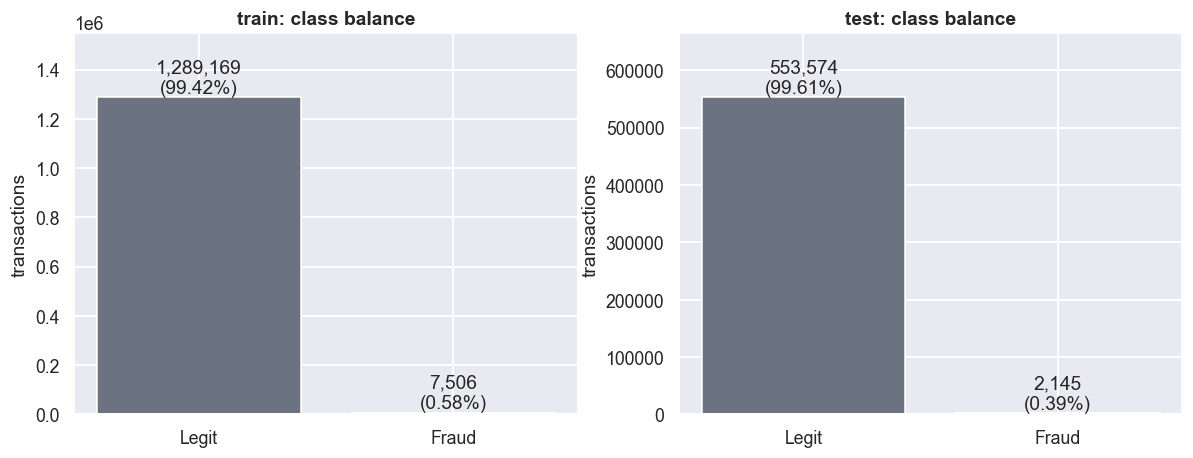 train: class balance
1e6
1,289,169
(99.42%)
7,506
(0.58%)
1.4
1.2
1.0
0.8
0.6
0.4
0.2
0.0
transactions
Legit
Fraud
test: class balance
553,574
(99.61%)
2,145
(0.39%)
600000
500000
400000
300000
200000
100000
0
transactions
Legit
Fraud